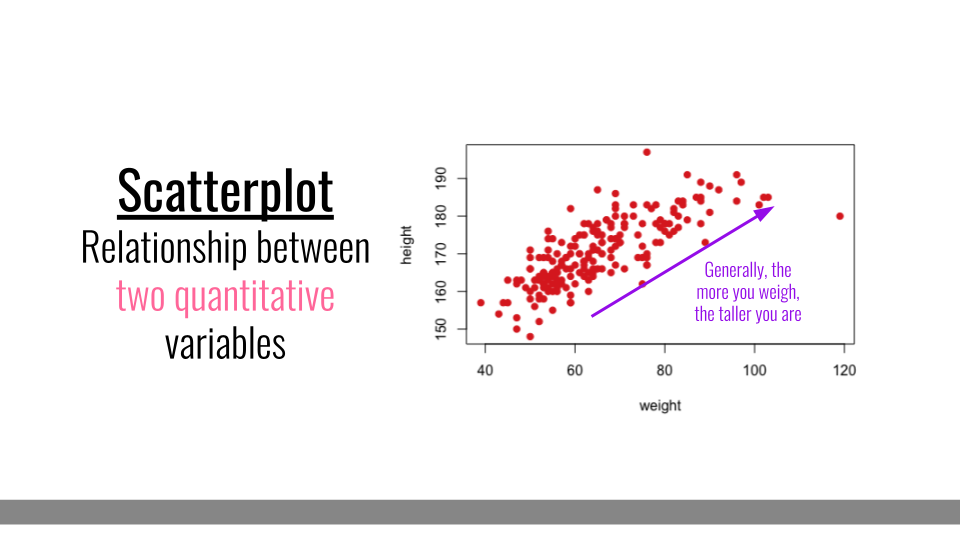 Scatterplot
Relationship between
two quantitative
variables
height
150
160
170
180
190
Generally, the
more you weigh,
the taller you are
40
60
80
100
120
weight